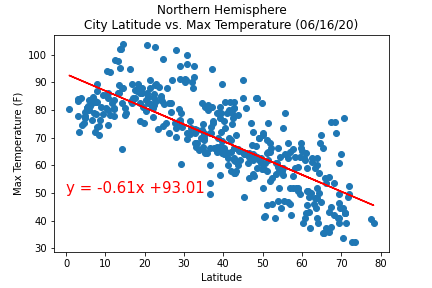 Northern Hemisphere
City Latitude vs. Max Temperature (06/16/20)
Max Temperature (F)
100
90
80
70
60
50
40
30
y = -0.61x +93.01
0 10 20 30 40 50 60 70 80
Latitude